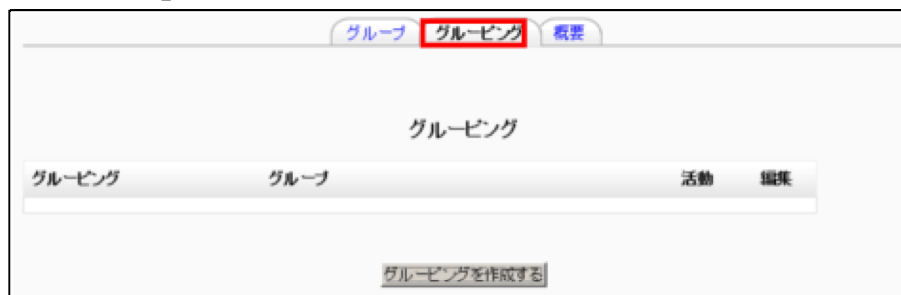 グループ グルーピング 概要
グルーピング
グルーピング グループ 活動 編集
グルーピングを作成する